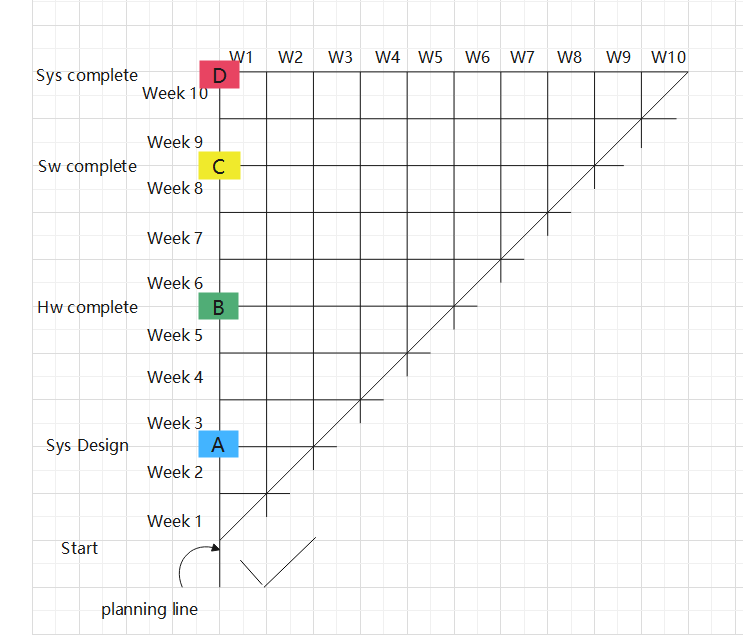 W1 W2 W3 W4 W5 W6 W7 W8 W9 W10
Sys complete D
Week 10
Week 9
Sw complete C
Week 8
Week 7
Week 6
Hw complete B
Week 5
Week 4
Week 3
Sys Design A
Week 2
Week 1
Start
planning line